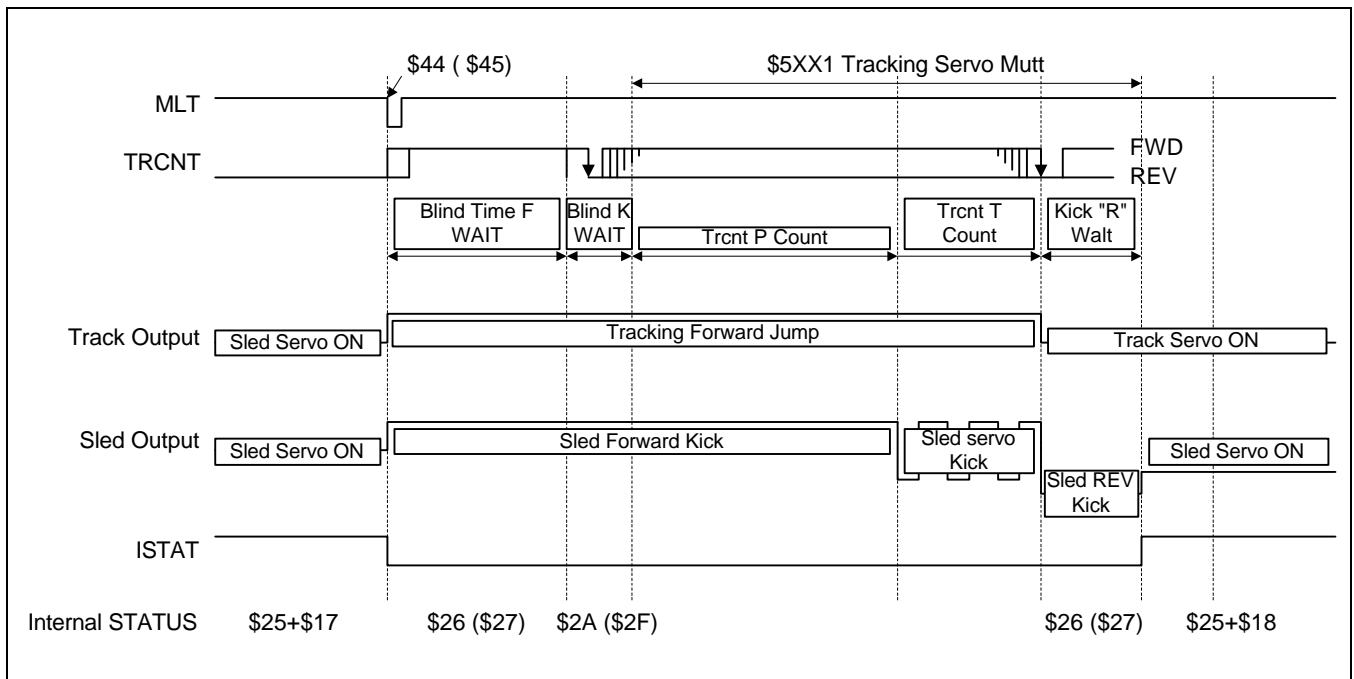 $44 ( $45)
$5XX1 Tracking Servo Mutt
MLT
TRCNT
FWD
REV
Blind Time F
WAIT
Blind K
WAIT
Trcnt P Count
Trcnt T
Count
Kick "R"
Walt
Track Output
Sled Servo ON
Tracking Forward Jump
Track Servo ON
Sled Output
Sled Servo ON
Sled Forward Kick
Sled servo
Kick
Sled REV
Kick
Sled Servo ON
ISTAT
Internal STATUS
$25+$17
$26 ($27)
$2A ($2F)
$26 ($27)
$25+$18